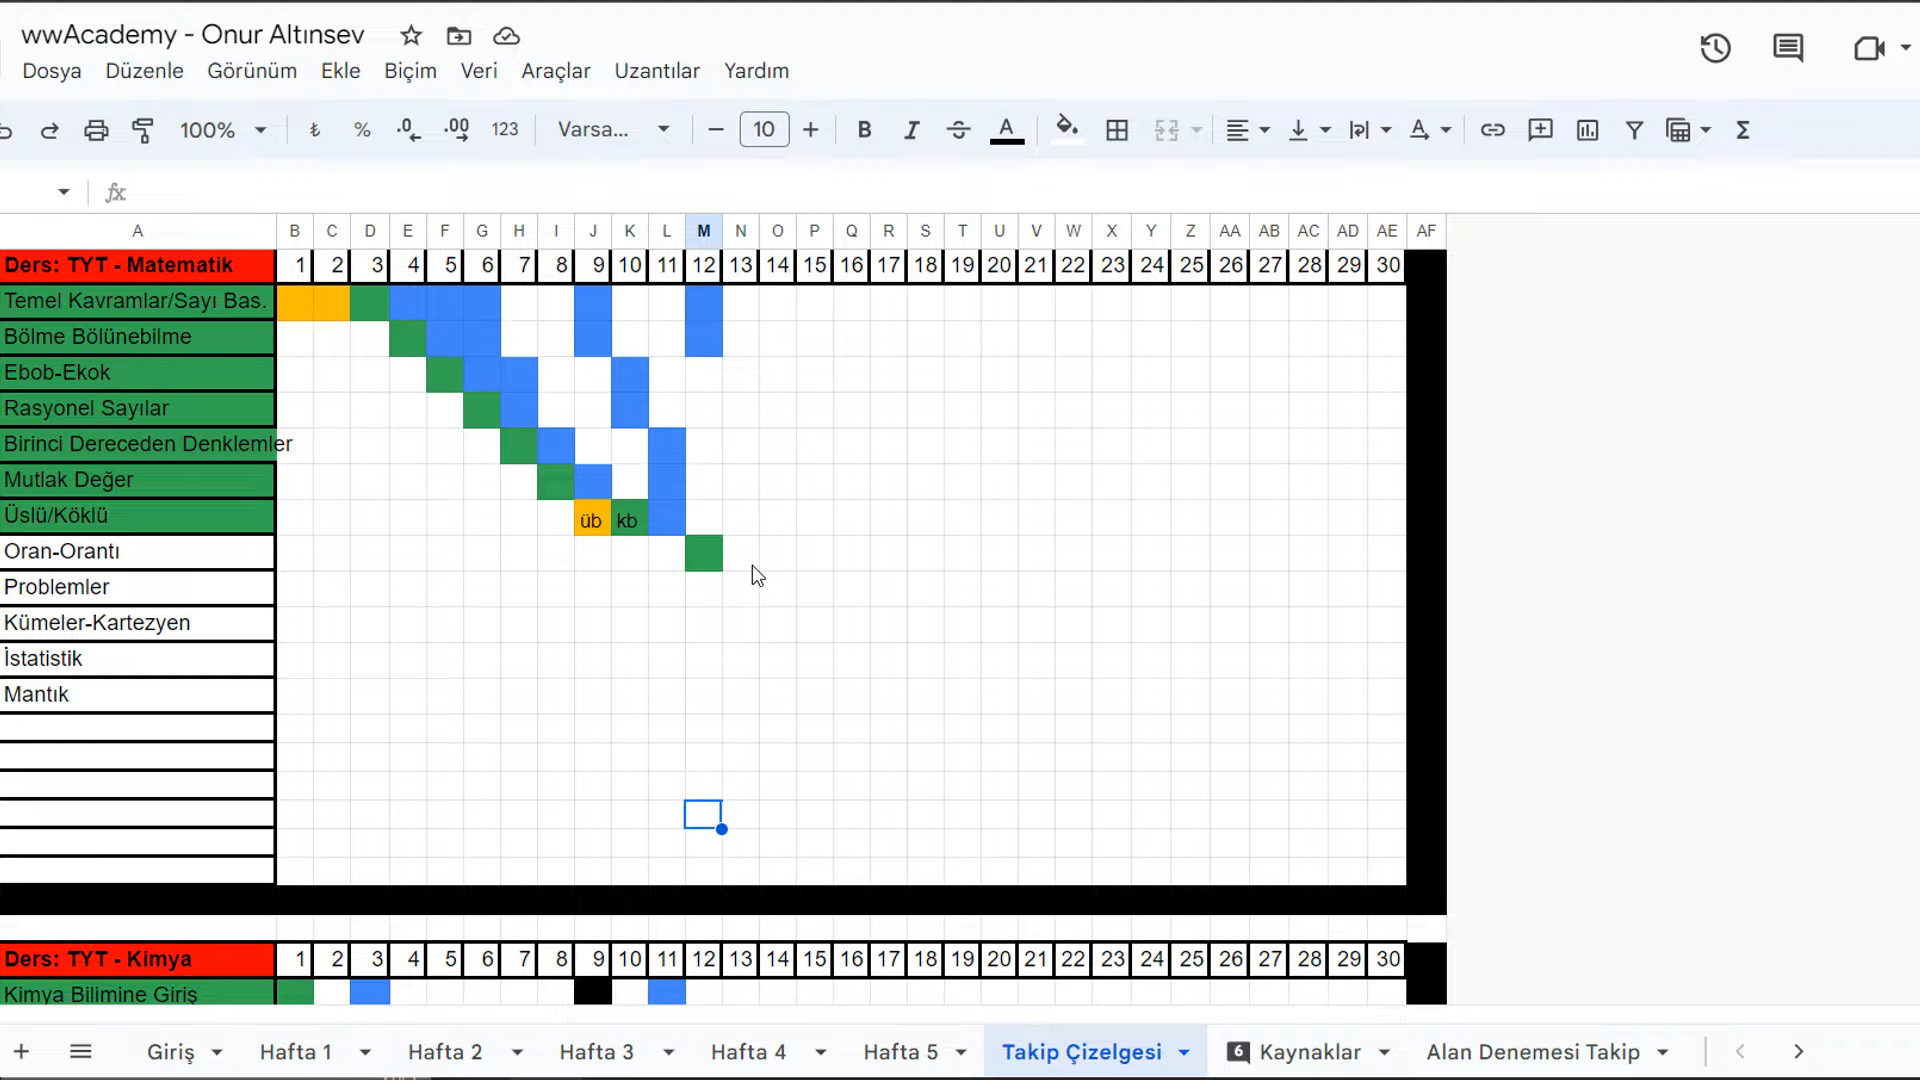 wwAcademy - Onur Altınsev
Dosya Düzenle Görünüm Ekle Biçim Veri Araçlar Uzantılar Yardım
100% ₺ % .0 .00 123 Varsa... − 10 + B I S A Σ
fx
A B C D E F G H I J K L M N O P Q R S T U V W X Y Z AA AB AC AD AE AF
Ders: TYT - Matematik 1 2 3 4 5 6 7 8 9 10 11 12 13 14 15 16 17 18 19 20 21 22 23 24 25 26 27 28 29 30
Temel Kavramlar/Sayı Bas.
Bölme Bölünebilme
Ebob-Ekok
Rasyonel Sayılar
Birinci Dereceden Denklemler
Mutlak Değer
Üslü/Köklü üb kb
Oran-Orantı
Problemler
Kümeler-Kartezyen
İstatistik
Mantık
Ders: TYT - Kimya 1 2 3 4 5 6 7 8 9 10 11 12 13 14 15 16 17 18 19 20 21 22 23 24 25 26 27 28 29 30
Kimya Bilimine Giriş
+ Giriş Hafta 1 Hafta 2 Hafta 3 Hafta 4 Hafta 5 Takip Çizelgesi 6 Kaynaklar Alan Denemesi Takip